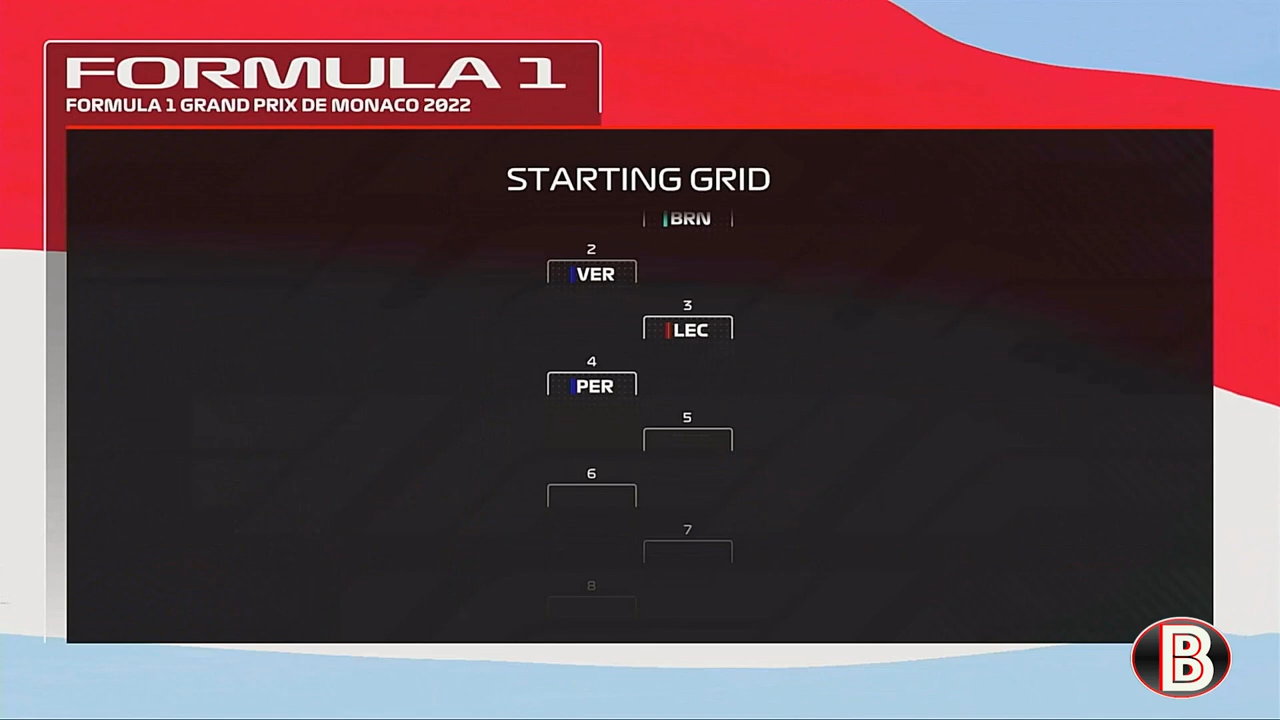 FORMULA 1
FORMULA 1 GRAND PRIX DE MONACO 2022
STARTING GRID
BRN
2
VER
3
LEC
4
PER
5
6
7
8
B